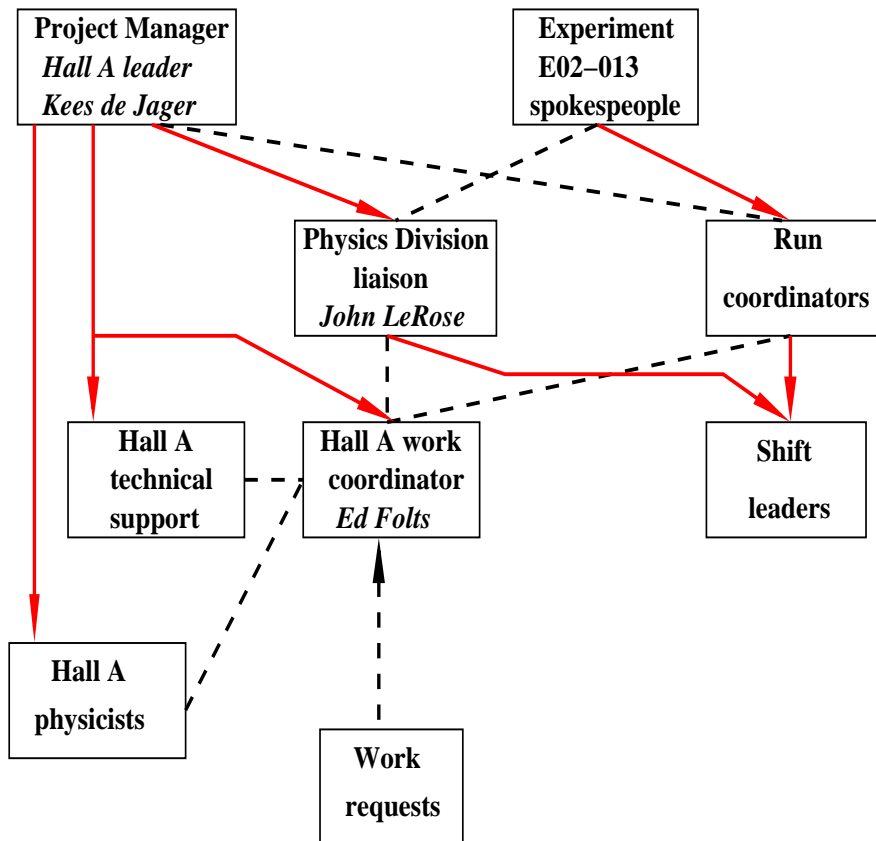 Project Manager
Hall A leader
Kees de Jager
Experiment
E02−013
spokespeople
Physics Division
liaison
John LeRose
Run
coordinators
Hall A
technical
support
Hall A work
coordinator
Ed Folts
Shift
leaders
Hall A
physicists
Work
requests